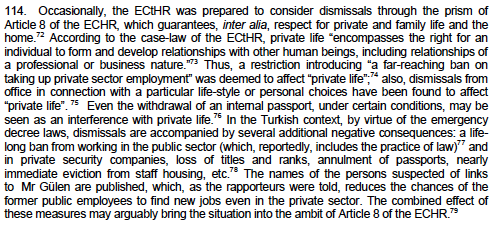 114. Occasionally, the ECtHR was prepared to consider dismissals through the prism of
Article 8 of the ECHR, which guarantees, inter alia, respect for private and family life and the
home.72 According to the case-law of the ECtHR, private life "encompasses the right for an
individual to form and develop relationships with other human beings, including relationships of
a professional or business nature."73 Thus, a restriction introducing "a far-reaching ban on
taking up private sector employment" was deemed to affect "private life";74 also, dismissals from
office in connection with a particular life-style or personal choices have been found to affect
"private life". 75 Even the withdrawal of an internal passport, under certain conditions, may be
seen as an interference with private life.76 In the Turkish context, by virtue of the emergency
decree laws, dismissals are accompanied by several additional negative consequences: a life-
long ban from working in the public sector (which, reportedly, includes the practice of law)77 and
in private security companies, loss of titles and ranks, annulment of passports, nearly
immediate eviction from staff housing, etc.78 The names of the persons suspected of links
to Mr Gülen are published, which, as the rapporteurs were told, reduces the chances of the
former public employees to find new jobs even in the private sector. The combined effect of
these measures may arguably bring the situation into the ambit of Article 8 of the ECHR.79